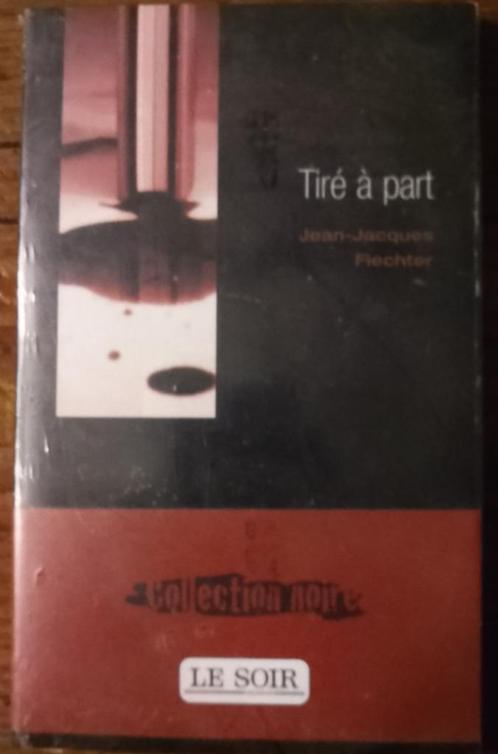 Tiré à part
Jean-Jacques
Fiechter
Collection noire
LE SOIR